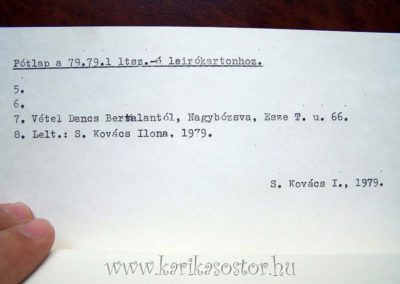 Pótlap a 79.79.1 ltsz.-ú leirókartonhoz.
5.
6.
7. Vétel Dancs Bertalantól, Nagybózsva, Esze T. u. 66.
8. Lelt.: S. Kovács Ilona, 1979.
S. Kovács I., 1979.
www.karikasostor.hu